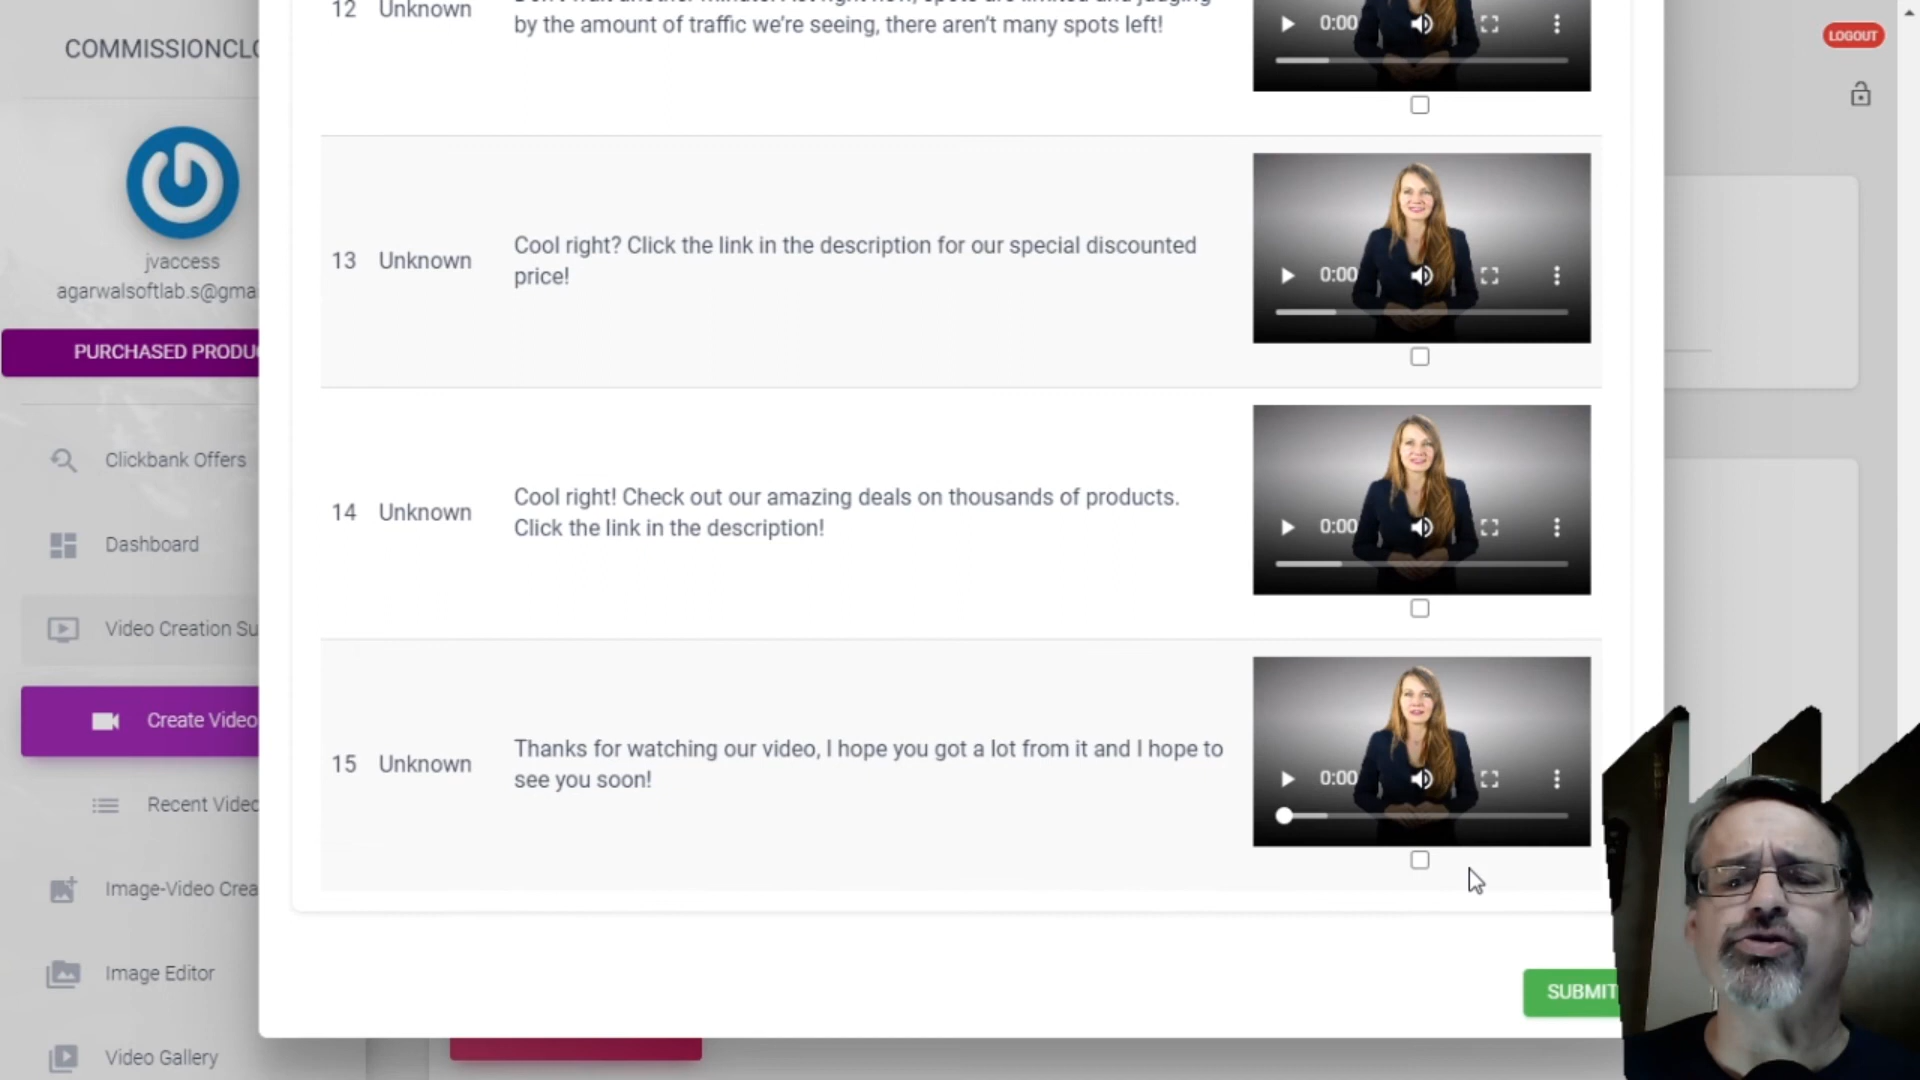 12 Unknown
by the amount of traffic we're seeing, there aren't many spots left!
0:00
COMMISSIONCLO
LOGOUT
jvaccess
agarwalsoftlab.s@gma
PURCHASED PRODU
13 Unknown
Cool right? Click the link in the description for our special discounted
price!
0:00
Clickbank Offers
Dashboard
14 Unknown
Cool right! Check out our amazing deals on thousands of products.
Click the link in the description!
0:00
Video Creation Su
Create Video
Recent Video
15 Unknown
Thanks for watching our video, I hope you got a lot from it and I hope to
see you soon!
0:00
Image-Video Crea
Image Editor
SUBMIT
Video Gallery